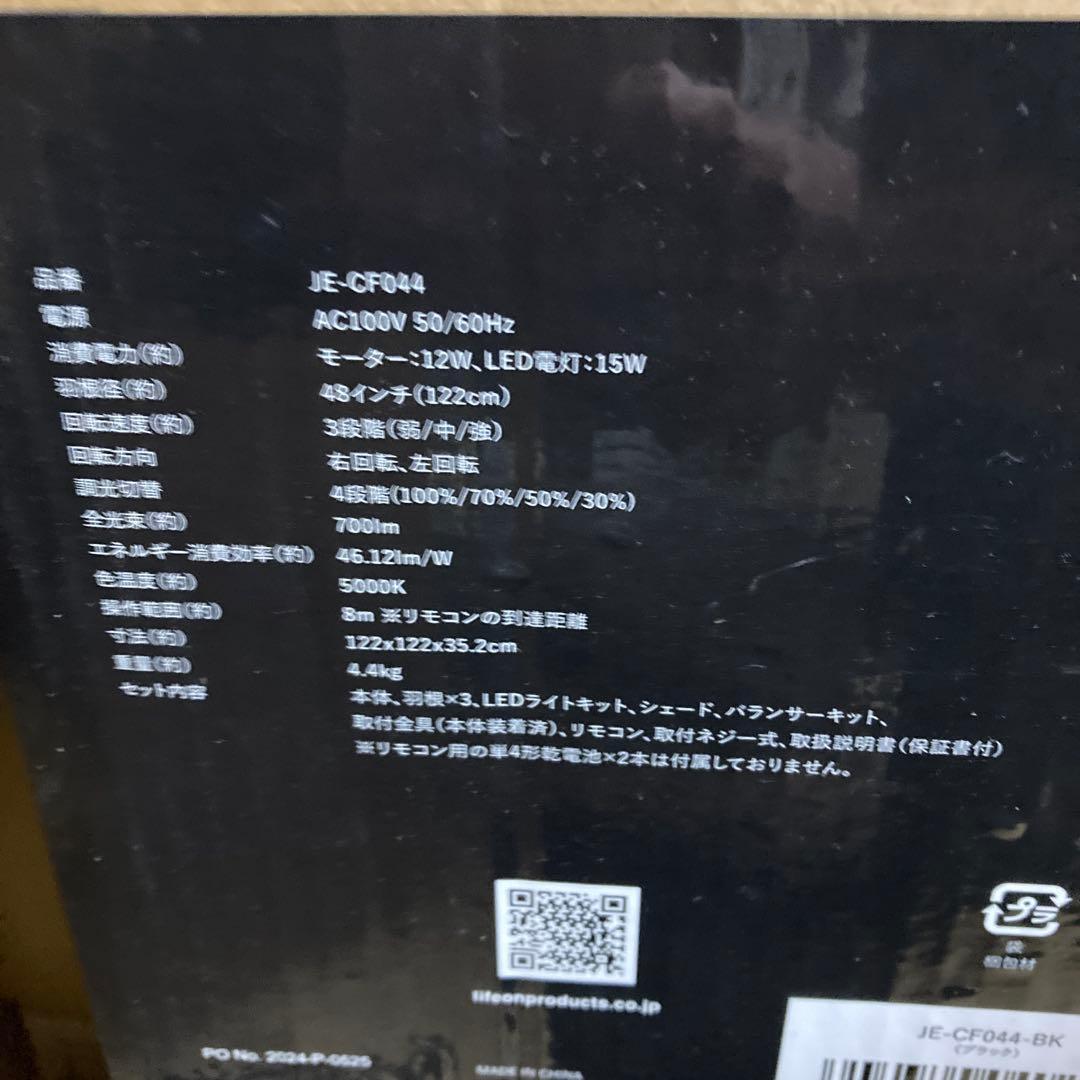 品番 JE-CF044
電源 AC100V 50/60Hz
消費電力(約) モーター:12W、LED電灯:15W
羽根径(約) 48インチ(122cm)
回転速度(約) 3段階(弱/中/強)
回転方向 右回転、左回転
調光切替 4段階(100%/70%/50%/30%)
全光束(約) 700lm
エネルギー消費効率(約) 46.12lm/W
色温度(約) 5000K
操作範囲(約) 8m ※リモコンの到達距離
寸法(約) 122x122x35.2cm
重量(約) 4.4kg
セット内容 本体、羽根×3、LEDライトキット、シェード、バランサーキット、
取付金具(本体装着済)、リモコン、取付ネジ一式、取扱説明書(保証書付)
※リモコン用の単4形乾電池×2本は付属しておりません。
プラ
袋
梱包材
lifeonproducts.co.jp
JE-CF044-BK
(ブラック)
PO No. 2024-P-0525
MADE IN CHINA